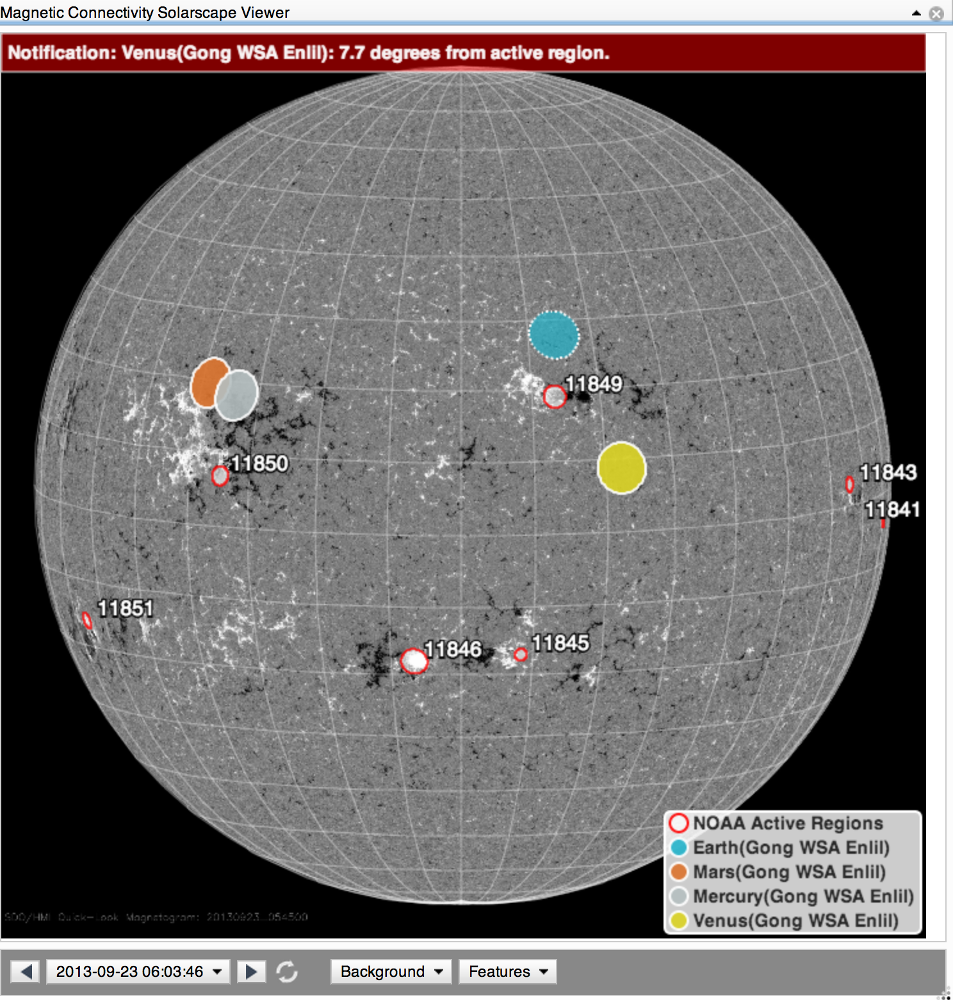 Magnetic Connectivity Solarscape Viewer
Notification: Venus(Gong WSA Enlil): 7.7 degrees from active region.
11849
11850
11843
11841
11851
11846
11845
NOAA Active Regions
Earth(Gong WSA Enlil)
Mars(Gong WSA Enlil)
Mercury(Gong WSA Enlil)
Venus(Gong WSA Enlil)
SDO/HMI Quick-Look Magnetogram: 20130923_054500
2013-09-23 06:03:46
Background
Features